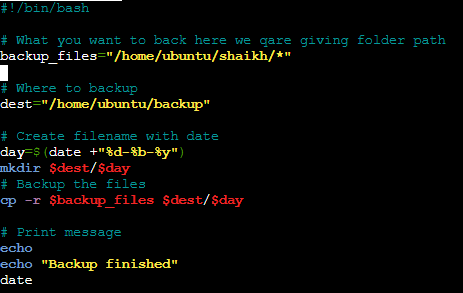 #!/bin/bash
# What you want to back here we qare giving folder path
backup_files="/home/ubuntu/shaikh/*"
# Where to backup
dest="/home/ubuntu/backup"
# Create filename with date
day=$(date +"%d-%b-%y")
mkdir $dest/$day
# Backup the files
cp -r $backup_files $dest/$day
# Print message
echo
echo "Backup finished"
date